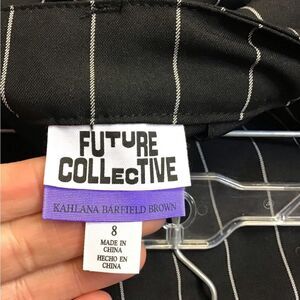 FUTURE
COLLECTIVE
KAHLANA BARFIELD BROWN
8
MADE IN
CHINA
HECHO EN
CHINA